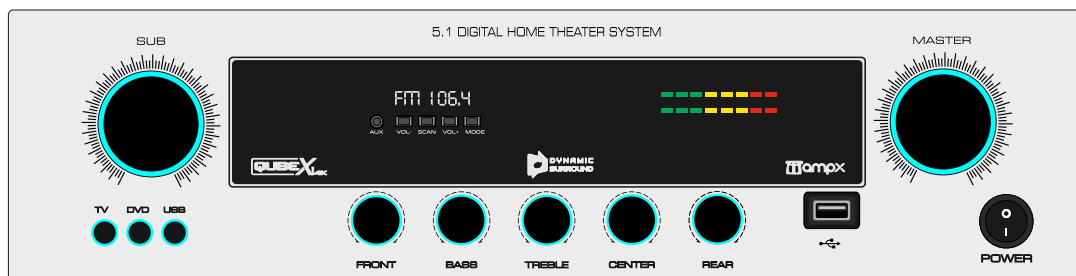 5.1 DIGITAL HOME THEATER SYSTEM
SUB
MASTER
FM 106.4
AUX VOL- SCAN VOL+ MODE
QUBEX
DYNAMIC
SURROUND
ampx
TV DVD USB
FRONT BASS TREBLE CENTER REAR
O
I
POWER